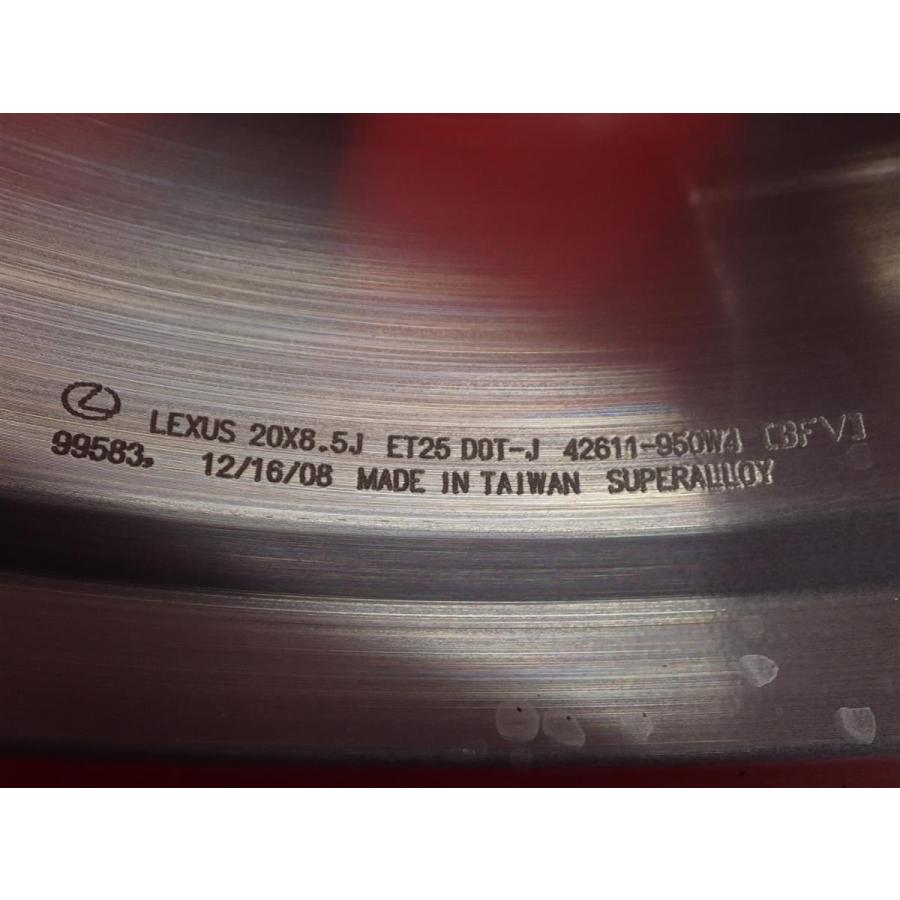 LEXUS 20X8.5J ET25 DOT-J 42611-950W4 [BFV]
99583, 12/16/08 MADE IN TAIWAN SUPERALLOY